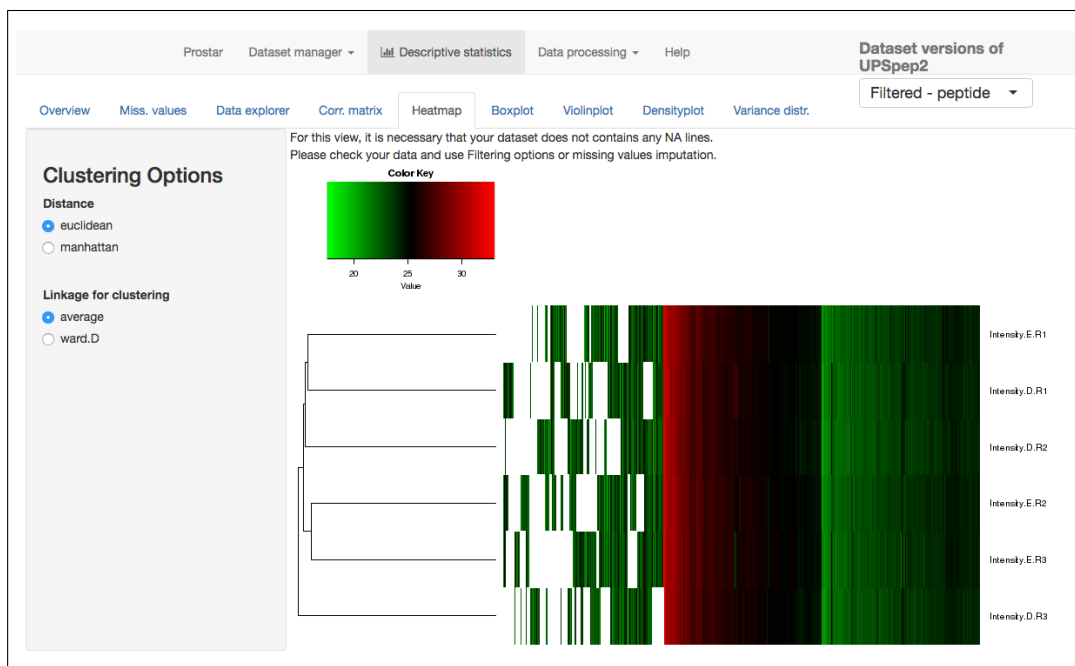 Prostar Dataset manager Descriptive statistics Data processing Help
Dataset versions of
UPSpep2
Filtered - peptide
Overview Miss. values Data explorer Corr. matrix Heatmap Boxplot Violinplot Densityplot Variance distr.
For this view, it is necessary that your dataset does not contains any NA lines.
Please check your data and use Filtering options or missing values imputation.
Clustering Options
Distance
euclidean
manhattan
Linkage for clustering
average
ward.D
Color Key
20 25 30
Value
Intensity.E.R1
Intensity.D.R1
Intensity.D.R2
Intensity.E.R2
Intensity.E.R3
Intensity.D.R3